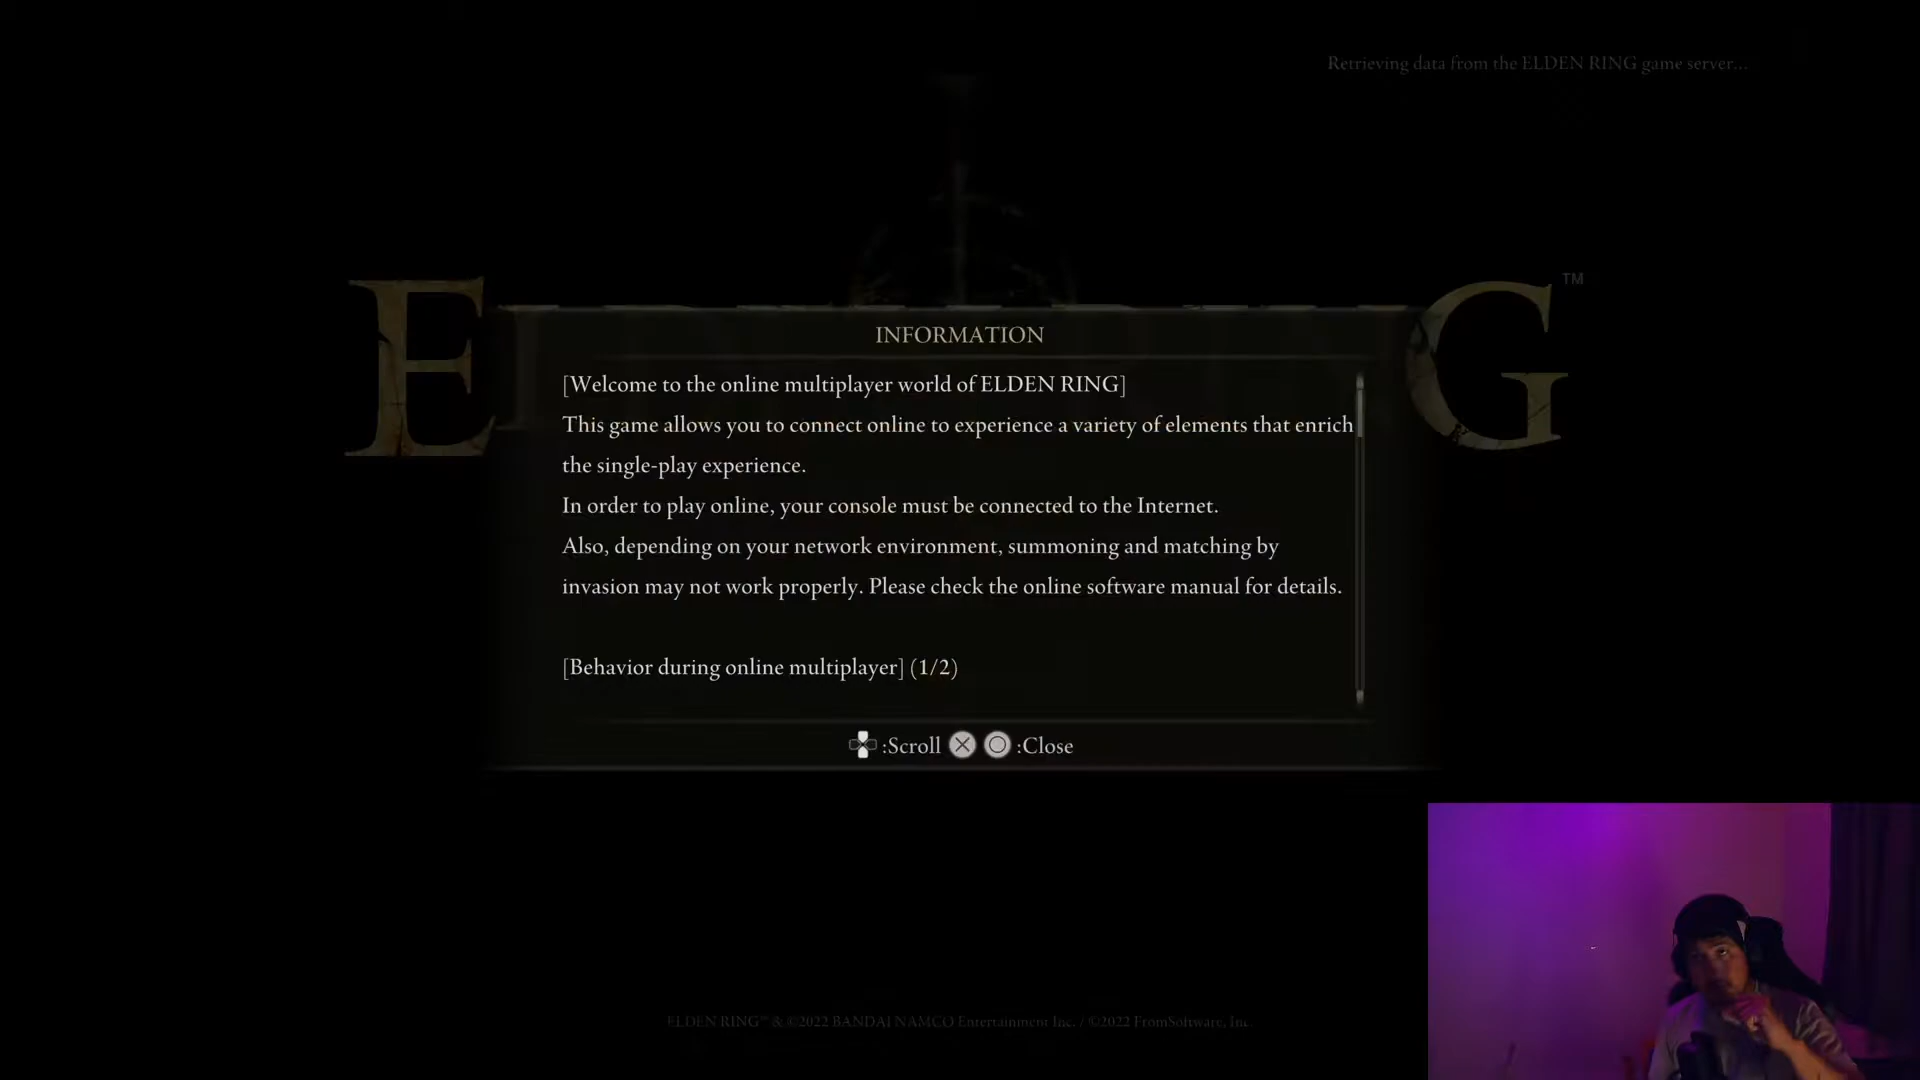 Retrieving data from the ELDEN RING game server...
E G™
INFORMATION
[Welcome to the online multiplayer world of ELDEN RING]
This game allows you to connect online to experience a variety of elements that enrich
the single-play experience.
In order to play online, your console must be connected to the Internet.
Also, depending on your network environment, summoning and matching by
invasion may not work properly. Please check the online software manual for details.
[Behavior during online multiplayer] (1/2)
:Scroll :Close
ELDEN RING™ & ©2022 BANDAI NAMCO Entertainment Inc. / ©2022 FromSoftware, Inc.